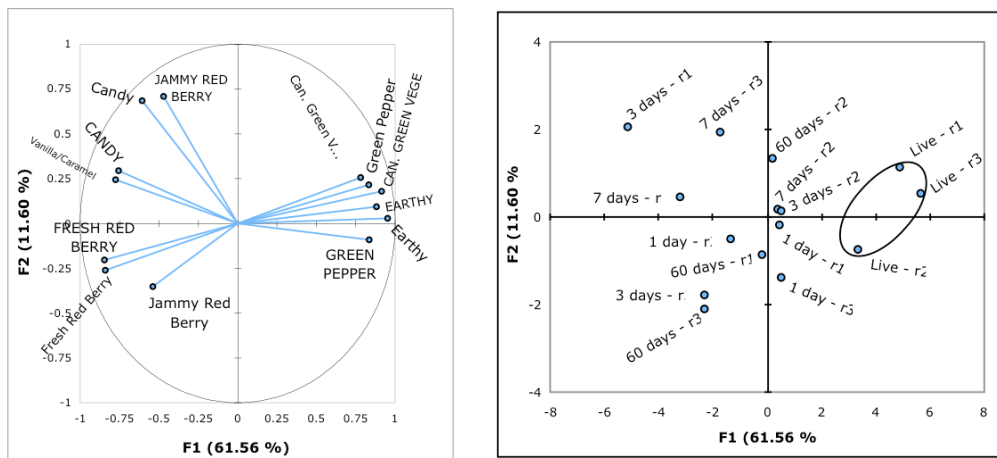 1
0.75
0.5
0.25
0
-0.25
-0.5
-0.75
-1
F2 (11.60 %)
Candy
JAMMY RED
BERRY
Can. Green V...
Green Pepper
CAN. GREEN VEGE
CANDY
Vanilla/Caramel
EARTHY
Earthy
FRESH RED
BERRY
GREEN
PEPPER
Fresh Red Berry
Jammy Red
Berry
-1
-0.75
-0.5
-0.25
0
0.25
0.5
0.75
1
F1 (61.56 %)
4
2
0
-2
-4
F2 (11.60 %)
3 days - r1
7 days - r3
60 days - r2
Live - r1
7 days - r2
Live - r3
3 days - r2
7 days - r
1 day - r
1 day - r1
Live - r2
60 days - r1
1 day - r3
3 days - r
60 days - r3
-8
-6
-4
-2
0
2
4
6
8
F1 (61.56 %